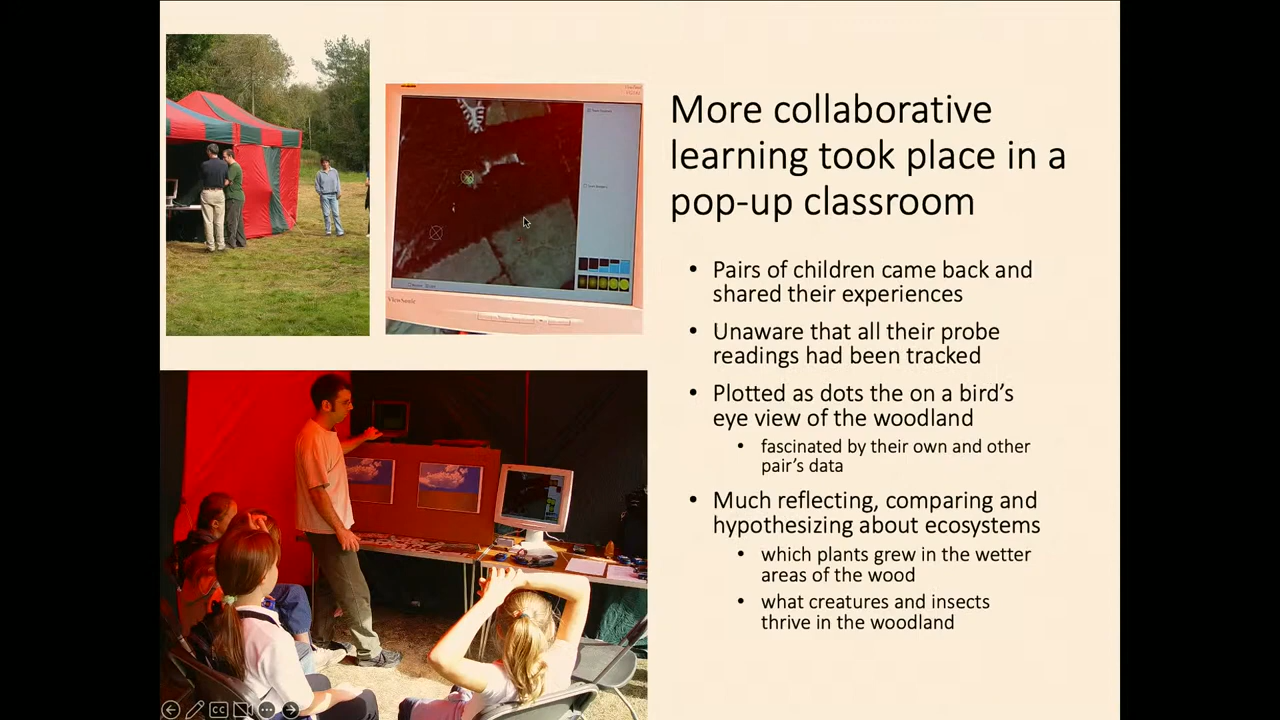 More collaborative
learning took place in a
pop-up classroom
• Pairs of children came back and
shared their experiences
• Unaware that all their probe
readings had been tracked
• Plotted as dots the on a bird's
eye view of the woodland
• fascinated by their own and other
pair's data
• Much reflecting, comparing and
hypothesizing about ecosystems
• which plants grew in the wetter
areas of the wood
• what creatures and insects
thrive in the woodland
ViewSonic
CC